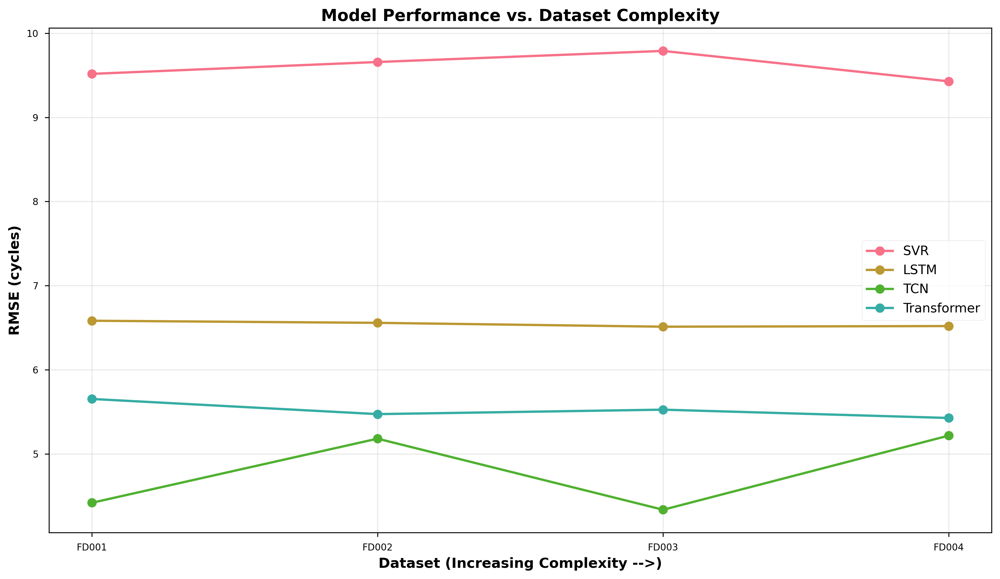 Model Performance vs. Dataset Complexity
RMSE (cycles)
10
9
8
7
6
5
SVR
LSTM
TCN
Transformer
FD001 FD002 FD003 FD004
Dataset (Increasing Complexity -->)